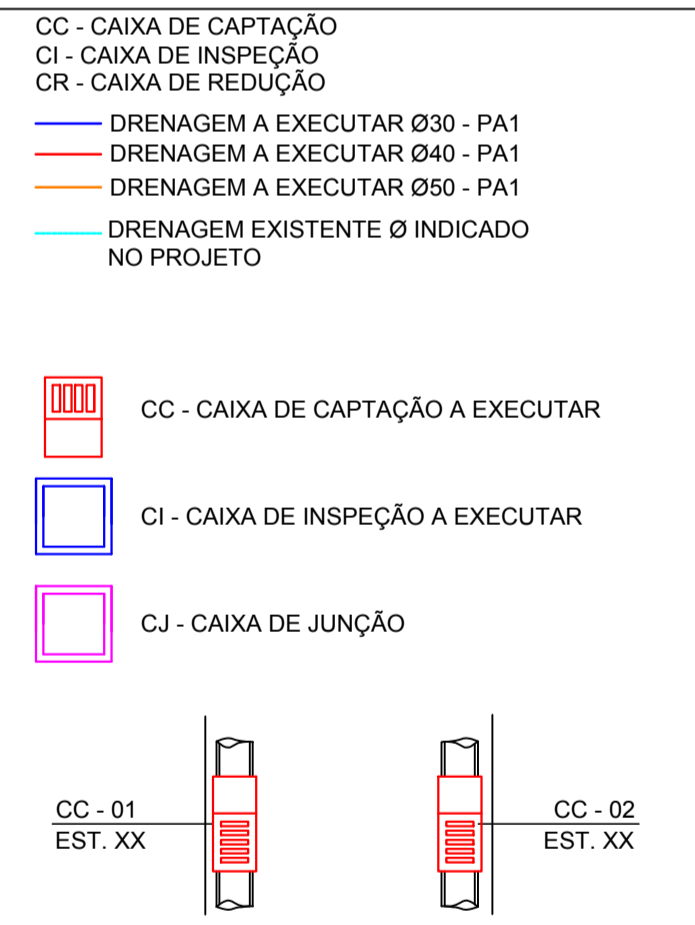 CC - CAIXA DE CAPTAÇÃO
CI - CAIXA DE INSPEÇÃO
CR - CAIXA DE REDUÇÃO
DRENAGEM A EXECUTAR Ø30 - PA1
DRENAGEM A EXECUTAR Ø40 - PA1
DRENAGEM A EXECUTAR Ø50 - PA1
DRENAGEM EXISTENTE Ø INDICADO
NO PROJETO
CC - CAIXA DE CAPTAÇÃO A EXECUTAR
CI - CAIXA DE INSPEÇÃO A EXECUTAR
CJ - CAIXA DE JUNÇÃO
CC - 01
EST. XX
CC - 02
EST. XX